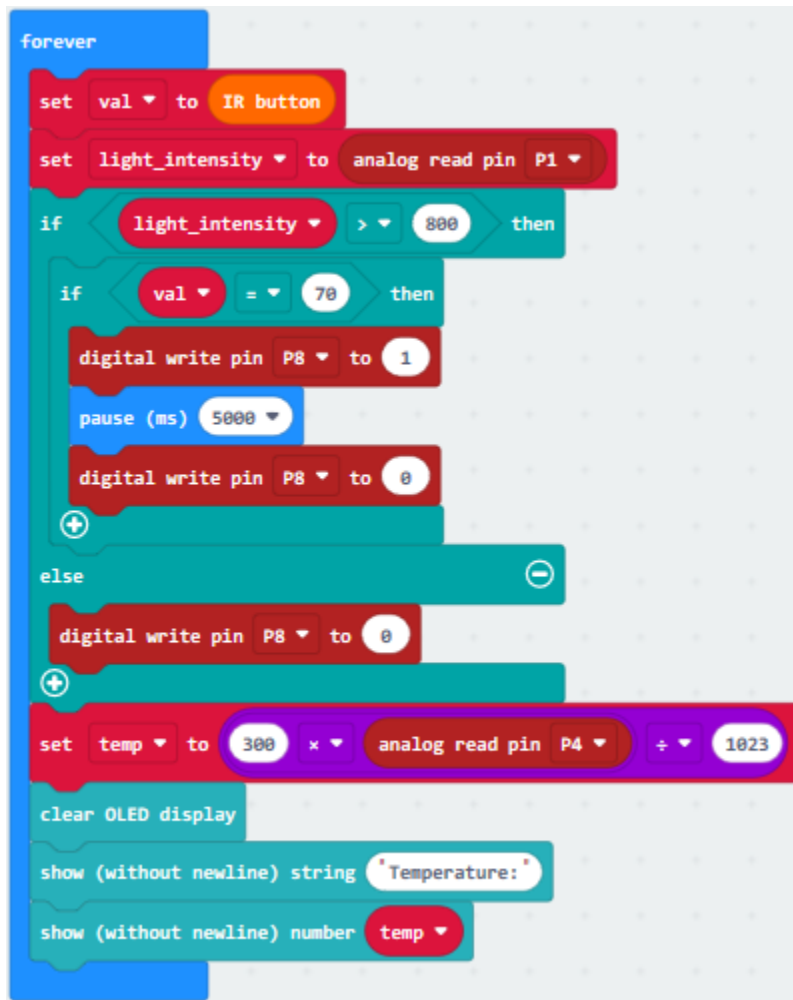 forever
set val to IR button
set light_intensity to analog read pin P1
if light_intensity > 800 then
if val = 70 then
digital write pin P8 to 1
pause (ms) 5000
digital write pin P8 to 0
else
digital write pin P8 to 0
set temp to 300 × analog read pin P4 ÷ 1023
clear OLED display
show (without newline) string "Temperature:"
show (without newline) number temp